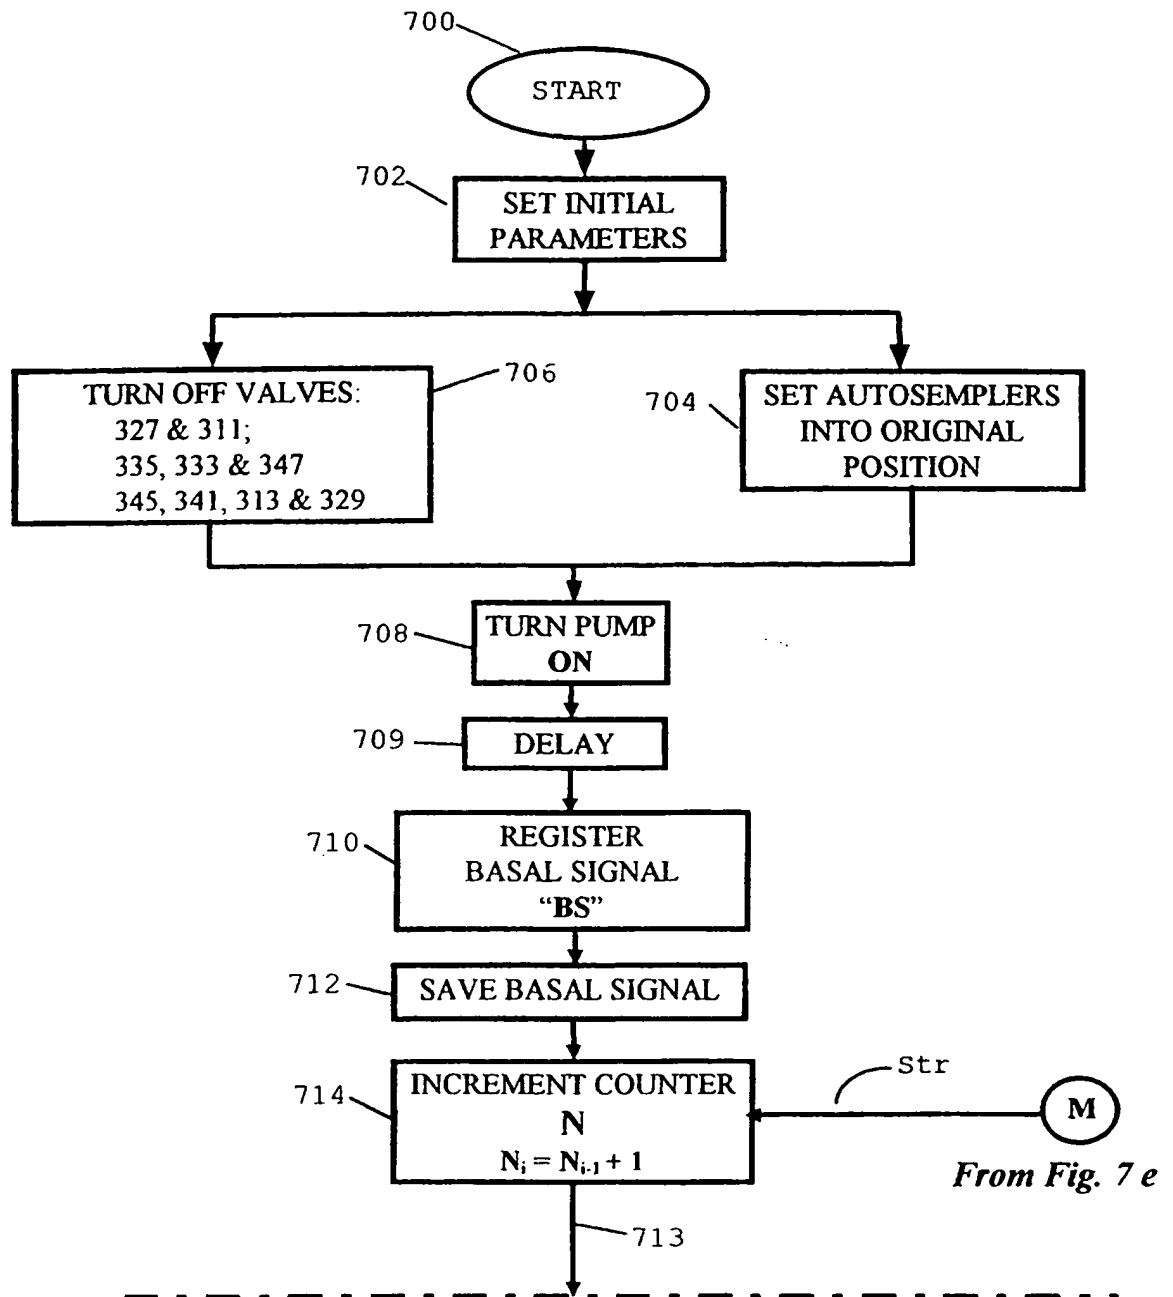 700
START
702
SET INITIAL
PARAMETERS
706
TURN OFF VALVES:
327 & 311;
335, 333 & 347
345, 341, 313 & 329
704
SET AUTOSEMPLERS
INTO ORIGINAL
POSITION
708
TURN PUMP
ON
709
DELAY
710
REGISTER
BASAL SIGNAL
“BS”
712
SAVE BASAL SIGNAL
714
INCREMENT COUNTER
N
Nᵢ = Nᵢ₋₁ + 1
Str
M
From Fig. 7 e
713